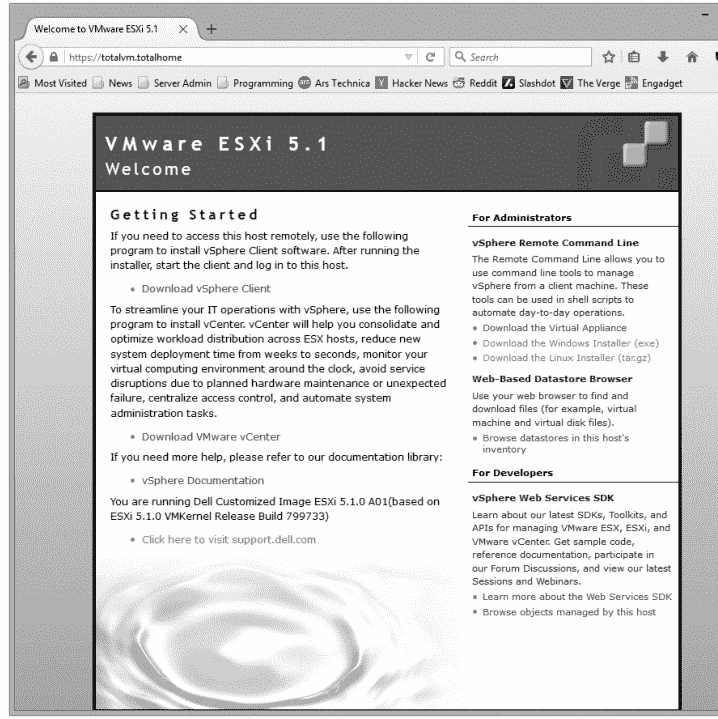 Welcome to VMware ESXi 5.1
https://totalvm.totalhome
Search
Most Visited
News
Server Admin
Programming
Ars Technica
Hacker News
Reddit
Slashdot
The Verge
Engadget
VMware ESXi 5.1
Welcome
Getting Started
If you need to access this host remotely, use the following
program to install vSphere Client software. After running the
installer, start the client and log in to this host.
• Download vSphere Client
To streamline your IT operations with vSphere, use the following
program to install vCenter. vCenter will help you consolidate and
optimize workload distribution across ESX hosts, reduce new
system deployment time from weeks to seconds, monitor your
virtual computing environment around the clock, avoid service
disruptions due to planned hardware maintenance or unexpected
failure, centralize access control, and automate system
administration tasks.
• Download VMware vCenter
If you need more help, please refer to our documentation library:
• vSphere Documentation
You are running Dell Customized Image ESXi 5.1.0 A01(based on
ESXi 5.1.0 VMKernel Release Build 799733)
• Click here to visit support.dell.com
For Administrators
vSphere Remote Command Line
The Remote Command Line allows you to
use command line tools to manage
vSphere from a client machine. These
tools can be used in shell scripts to
automate day-to-day operations.
• Download the Virtual Appliance
• Download the Windows Installer (exe)
• Download the Linux Installer (tar.gz)
Web-Based Datastore Browser
Use your web browser to find and
download files (for example, virtual
machine and virtual disk files).
• Browse datastores in this host's
inventory
For Developers
vSphere Web Services SDK
Learn about our latest SDKs, Toolkits, and
APIs for managing VMware ESX, ESXi, and
VMware vCenter. Get sample code,
reference documentation, participate in
our Forum Discussions, and view our latest
Sessions and Webinars.
• Learn more about the Web Services SDK
• Browse objects managed by this host